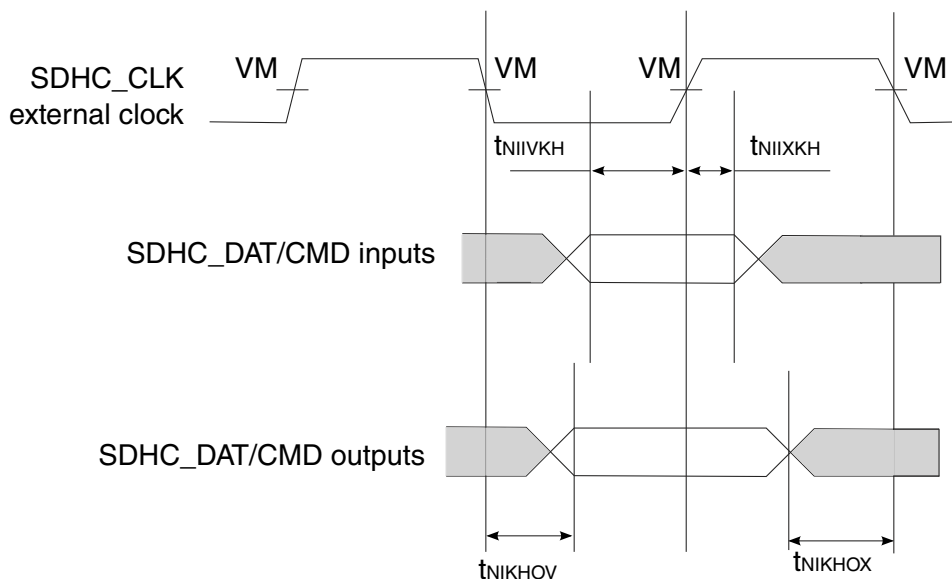 VM VM VM VM
SDHC_CLK
external clock
tNIIVKH tNIIXKH
SDHC_DAT/CMD inputs
SDHC_DAT/CMD outputs
tNIKHOV tNIKHOX